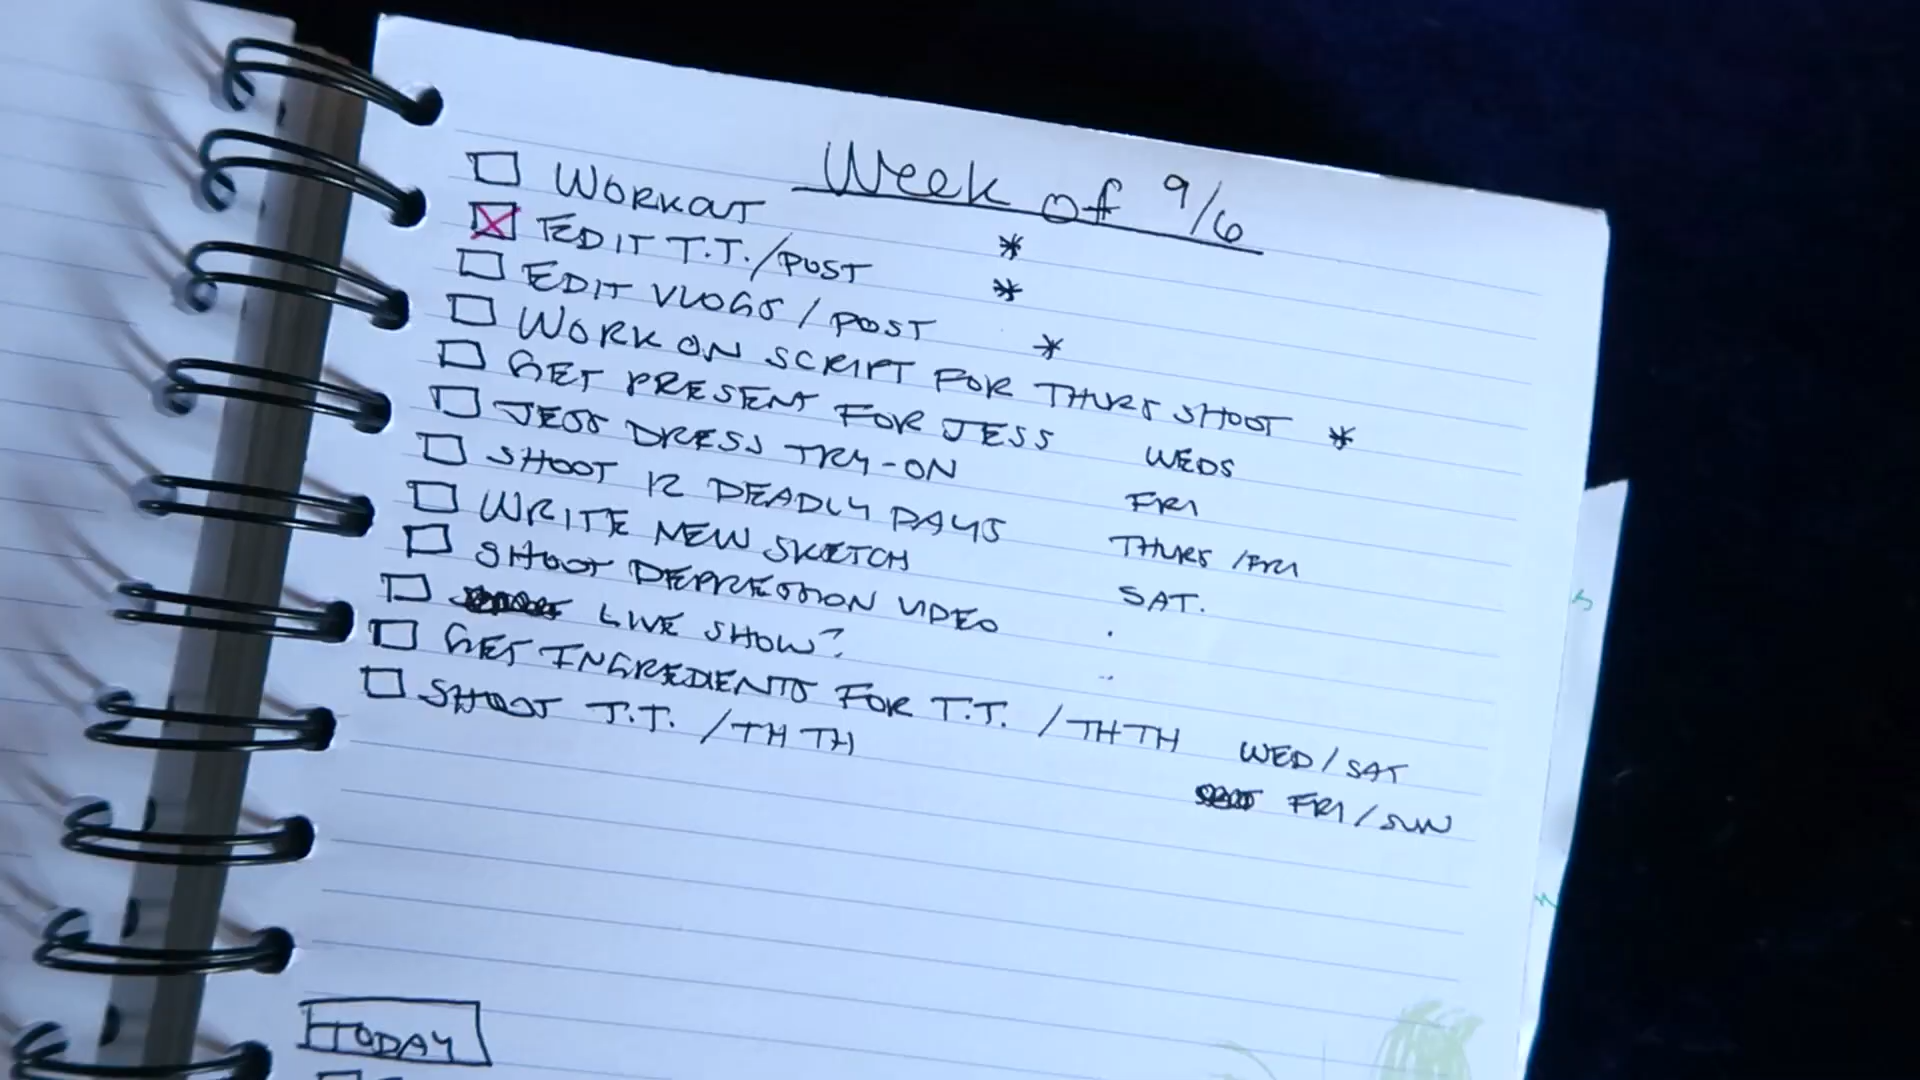 Week of 9/6
WORKOUT *
EDIT T.T./POST *
EDIT VLOGS / POST *
WORK ON SCRIPT FOR THURS SHOOT *
GET PRESENT FOR JESS WEDS
JESS DRESS TRY-ON FRI
SHOOT 12 DEADLY DAYS THURS/FRI
WRITE NEW SKETCH SAT.
SHOOT DEPRESSION VIDEO
LIVE SHOW?
GET INGREDIENTS FOR T.T. / THTH WED/SAT
SHOOT T.T. /THTH FRI/SUN
TODAY